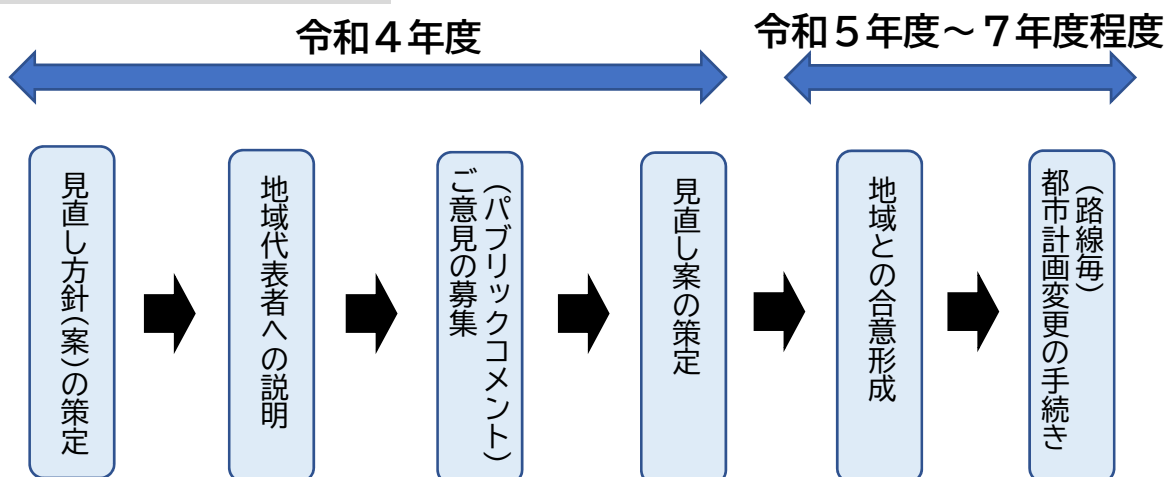 令和４年度
令和５年度～７年度程度
見直し方針(案)の策定
地域代表者への説明
ご意見の募集
(パブリックコメント)
見直し案の策定
地域との合意形成
都市計画変更の手続き
(路線毎)